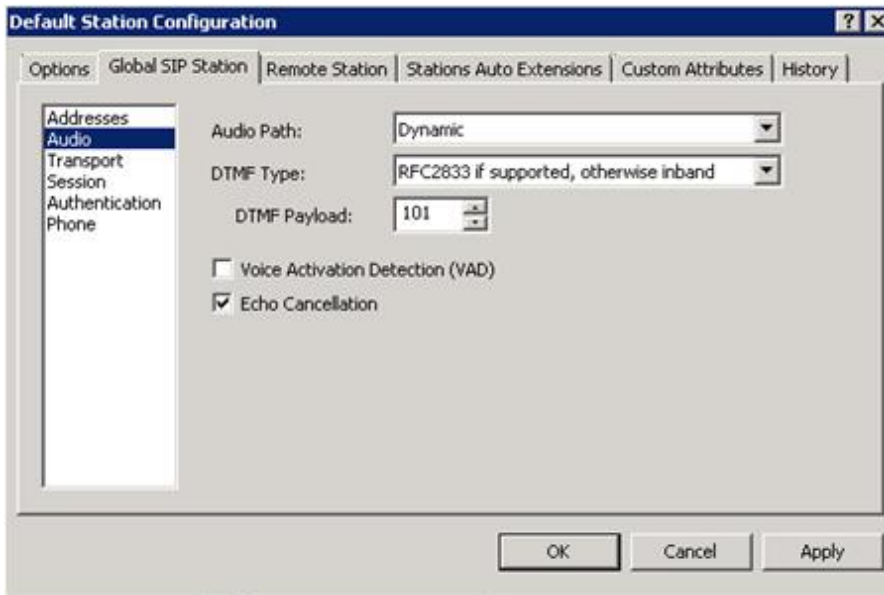 Default Station Configuration
Options Global SIP Station Remote Station Stations Auto Extensions Custom Attributes History
Addresses
Audio
Transport
Session
Authentication
Phone
Audio Path: Dynamic
DTMF Type: RFC2833 if supported, otherwise inband
DTMF Payload: 101
Voice Activation Detection (VAD)
Echo Cancellation
OK Cancel Apply